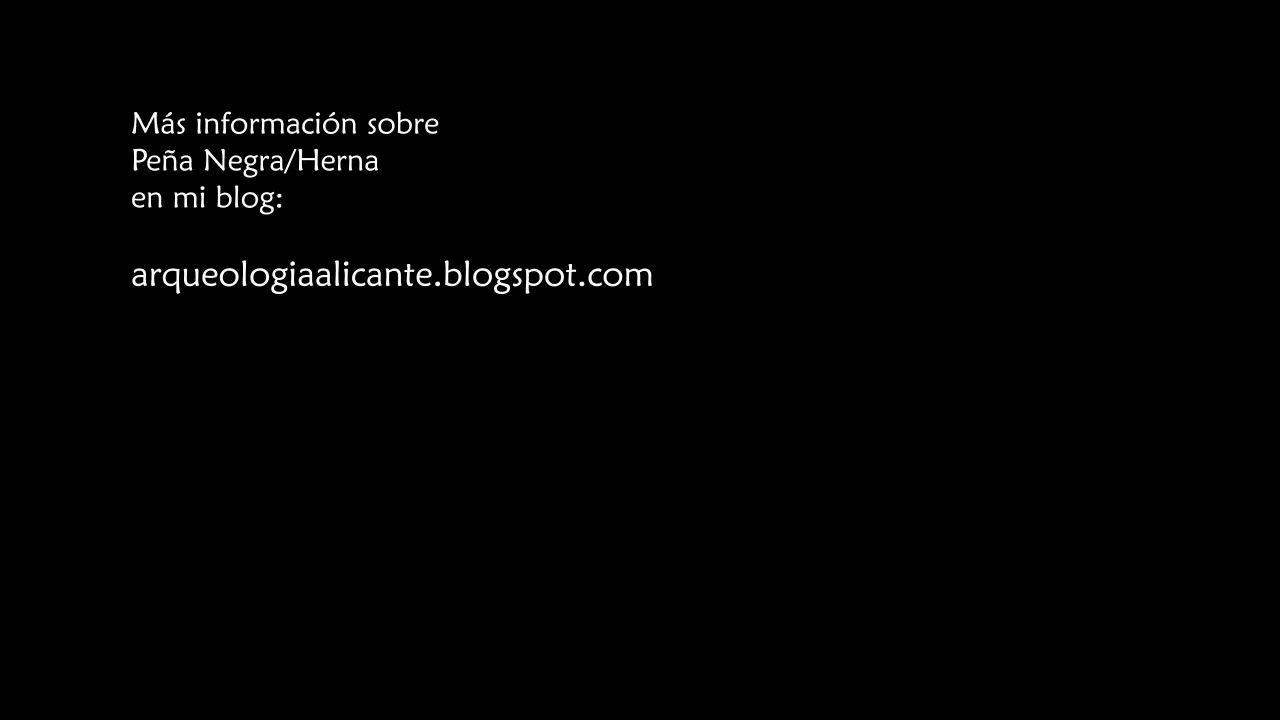 Más información sobre
Peña Negra/Herna
en mi blog:
arqueologiaalicante.blogspot.com